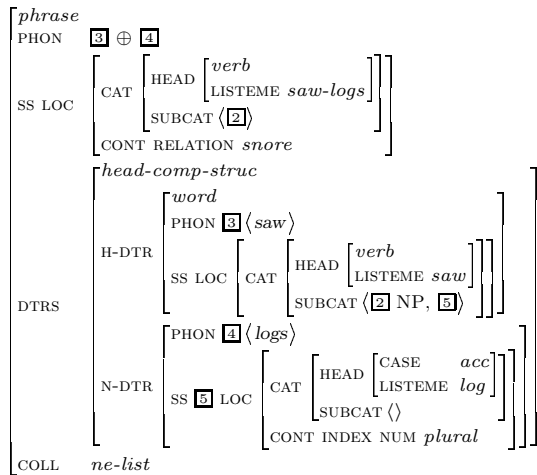 phrase
PHON 3 ⊕ 4
SS LOC
CAT
HEAD
verb
LISTEME saw-logs
SUBCAT ⟨ 2 ⟩
CONT RELATION snore
DTRS
head-comp-struc
H-DTR
word
PHON 3 ⟨ saw ⟩
SS LOC
CAT
HEAD
verb
LISTEME saw
SUBCAT ⟨ 2 NP, 5 ⟩
N-DTR
PHON 4 ⟨ logs ⟩
SS 5 LOC
CAT
HEAD
CASE acc
LISTEME log
SUBCAT ⟨⟩
CONT INDEX NUM plural
COLL ne-list